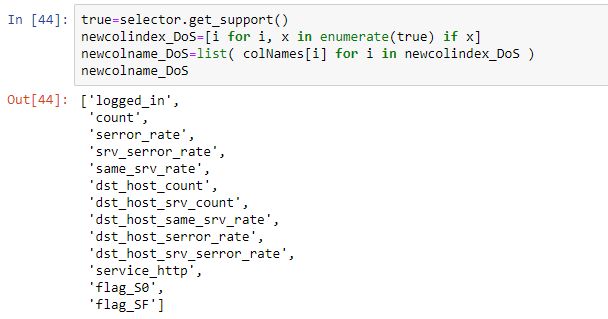 In [44]: true=selector.get_support()
newcolindex_DoS=[i for i, x in enumerate(true) if x]
newcolname_DoS=list( colNames[i] for i in newcolindex_DoS )
newcolname_DoS
Out[44]: ['logged_in',
'count',
'serror_rate',
'srv_serror_rate',
'same_srv_rate',
'dst_host_count',
'dst_host_srv_count',
'dst_host_same_srv_rate',
'dst_host_serror_rate',
'dst_host_srv_serror_rate',
'service_http',
'flag_S0',
'flag_SF']